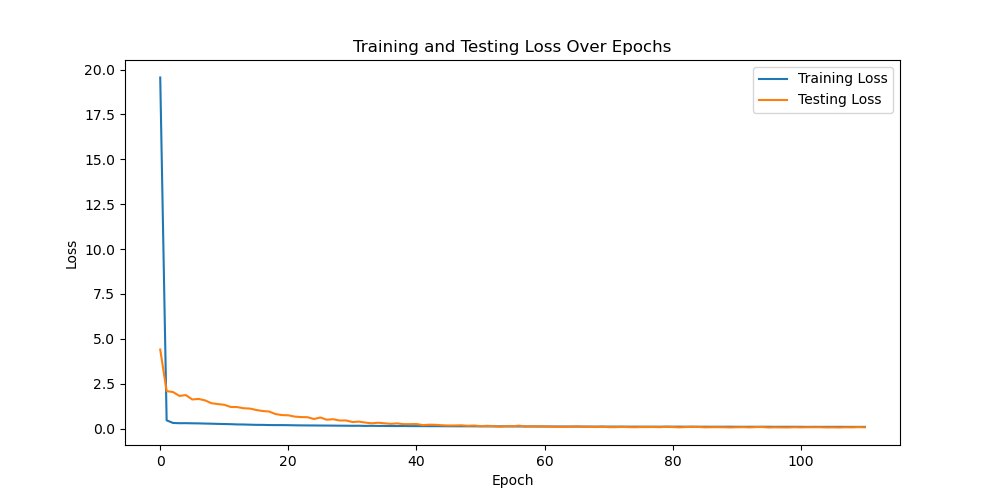 Training and Testing Loss Over Epochs
Training Loss
Testing Loss
20.0
17.5
15.0
12.5
10.0
7.5
5.0
2.5
0.0
Loss
0 20 40 60 80 100
Epoch